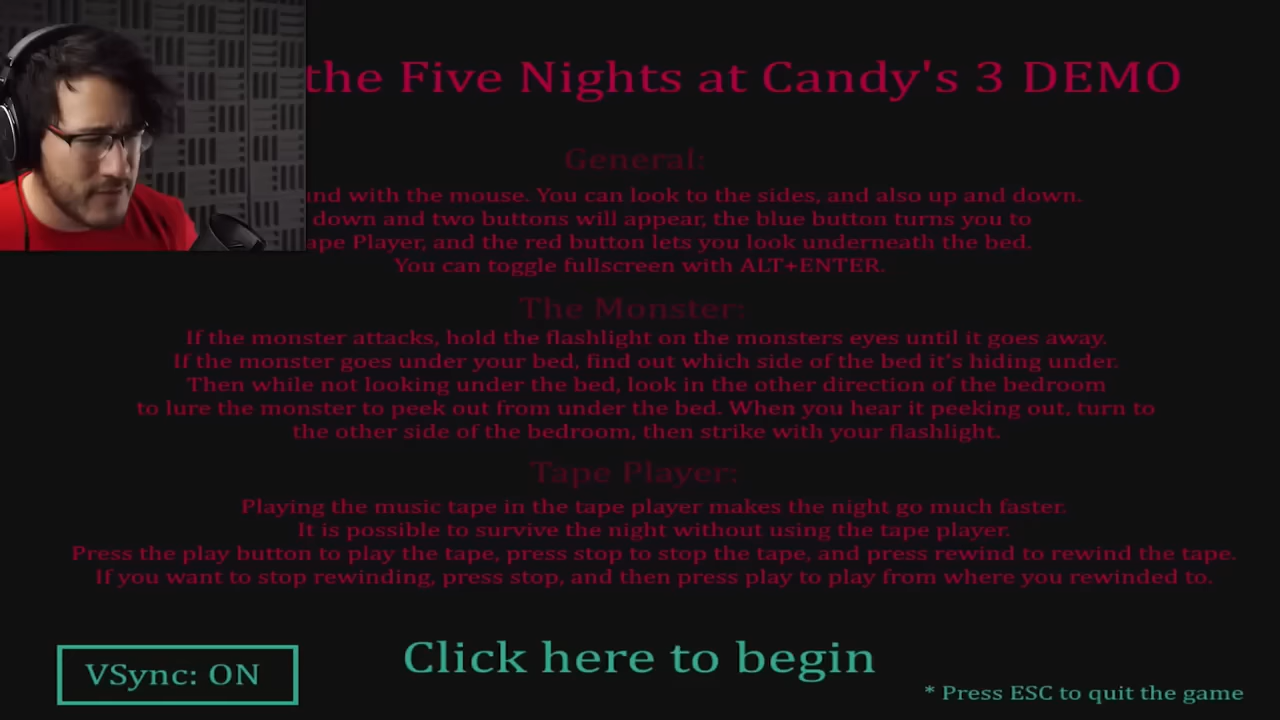 the Five Nights at Candy's 3 DEMO
General:
with the mouse. You can look to the sides, and also up and down.
down and two buttons will appear, the blue button turns you to
Player, and the red button lets you look underneath the bed.
You can toggle fullscreen with ALT+ENTER.
The Monster:
If the monster attacks, hold the flashlight on the monsters eyes until it goes away.
If the monster goes under your bed, find out which side of the bed it's hiding under.
Then while not looking under the bed, look in the other direction of the bedroom
to lure the monster to peek out from under the bed. When you hear it peeking out, turn to
the other side of the bedroom, then strike with your flashlight.
Tape Player:
Playing the music tape in the tape player makes the night go much faster.
It is possible to survive the night without using the tape player.
Press the play button to play the tape, press stop to stop the tape, and press rewind to rewind the tape.
If you want to stop rewinding, press stop, and then press play to play from where you rewinded to.
Click here to begin
VSync: ON
* Press ESC to quit the game